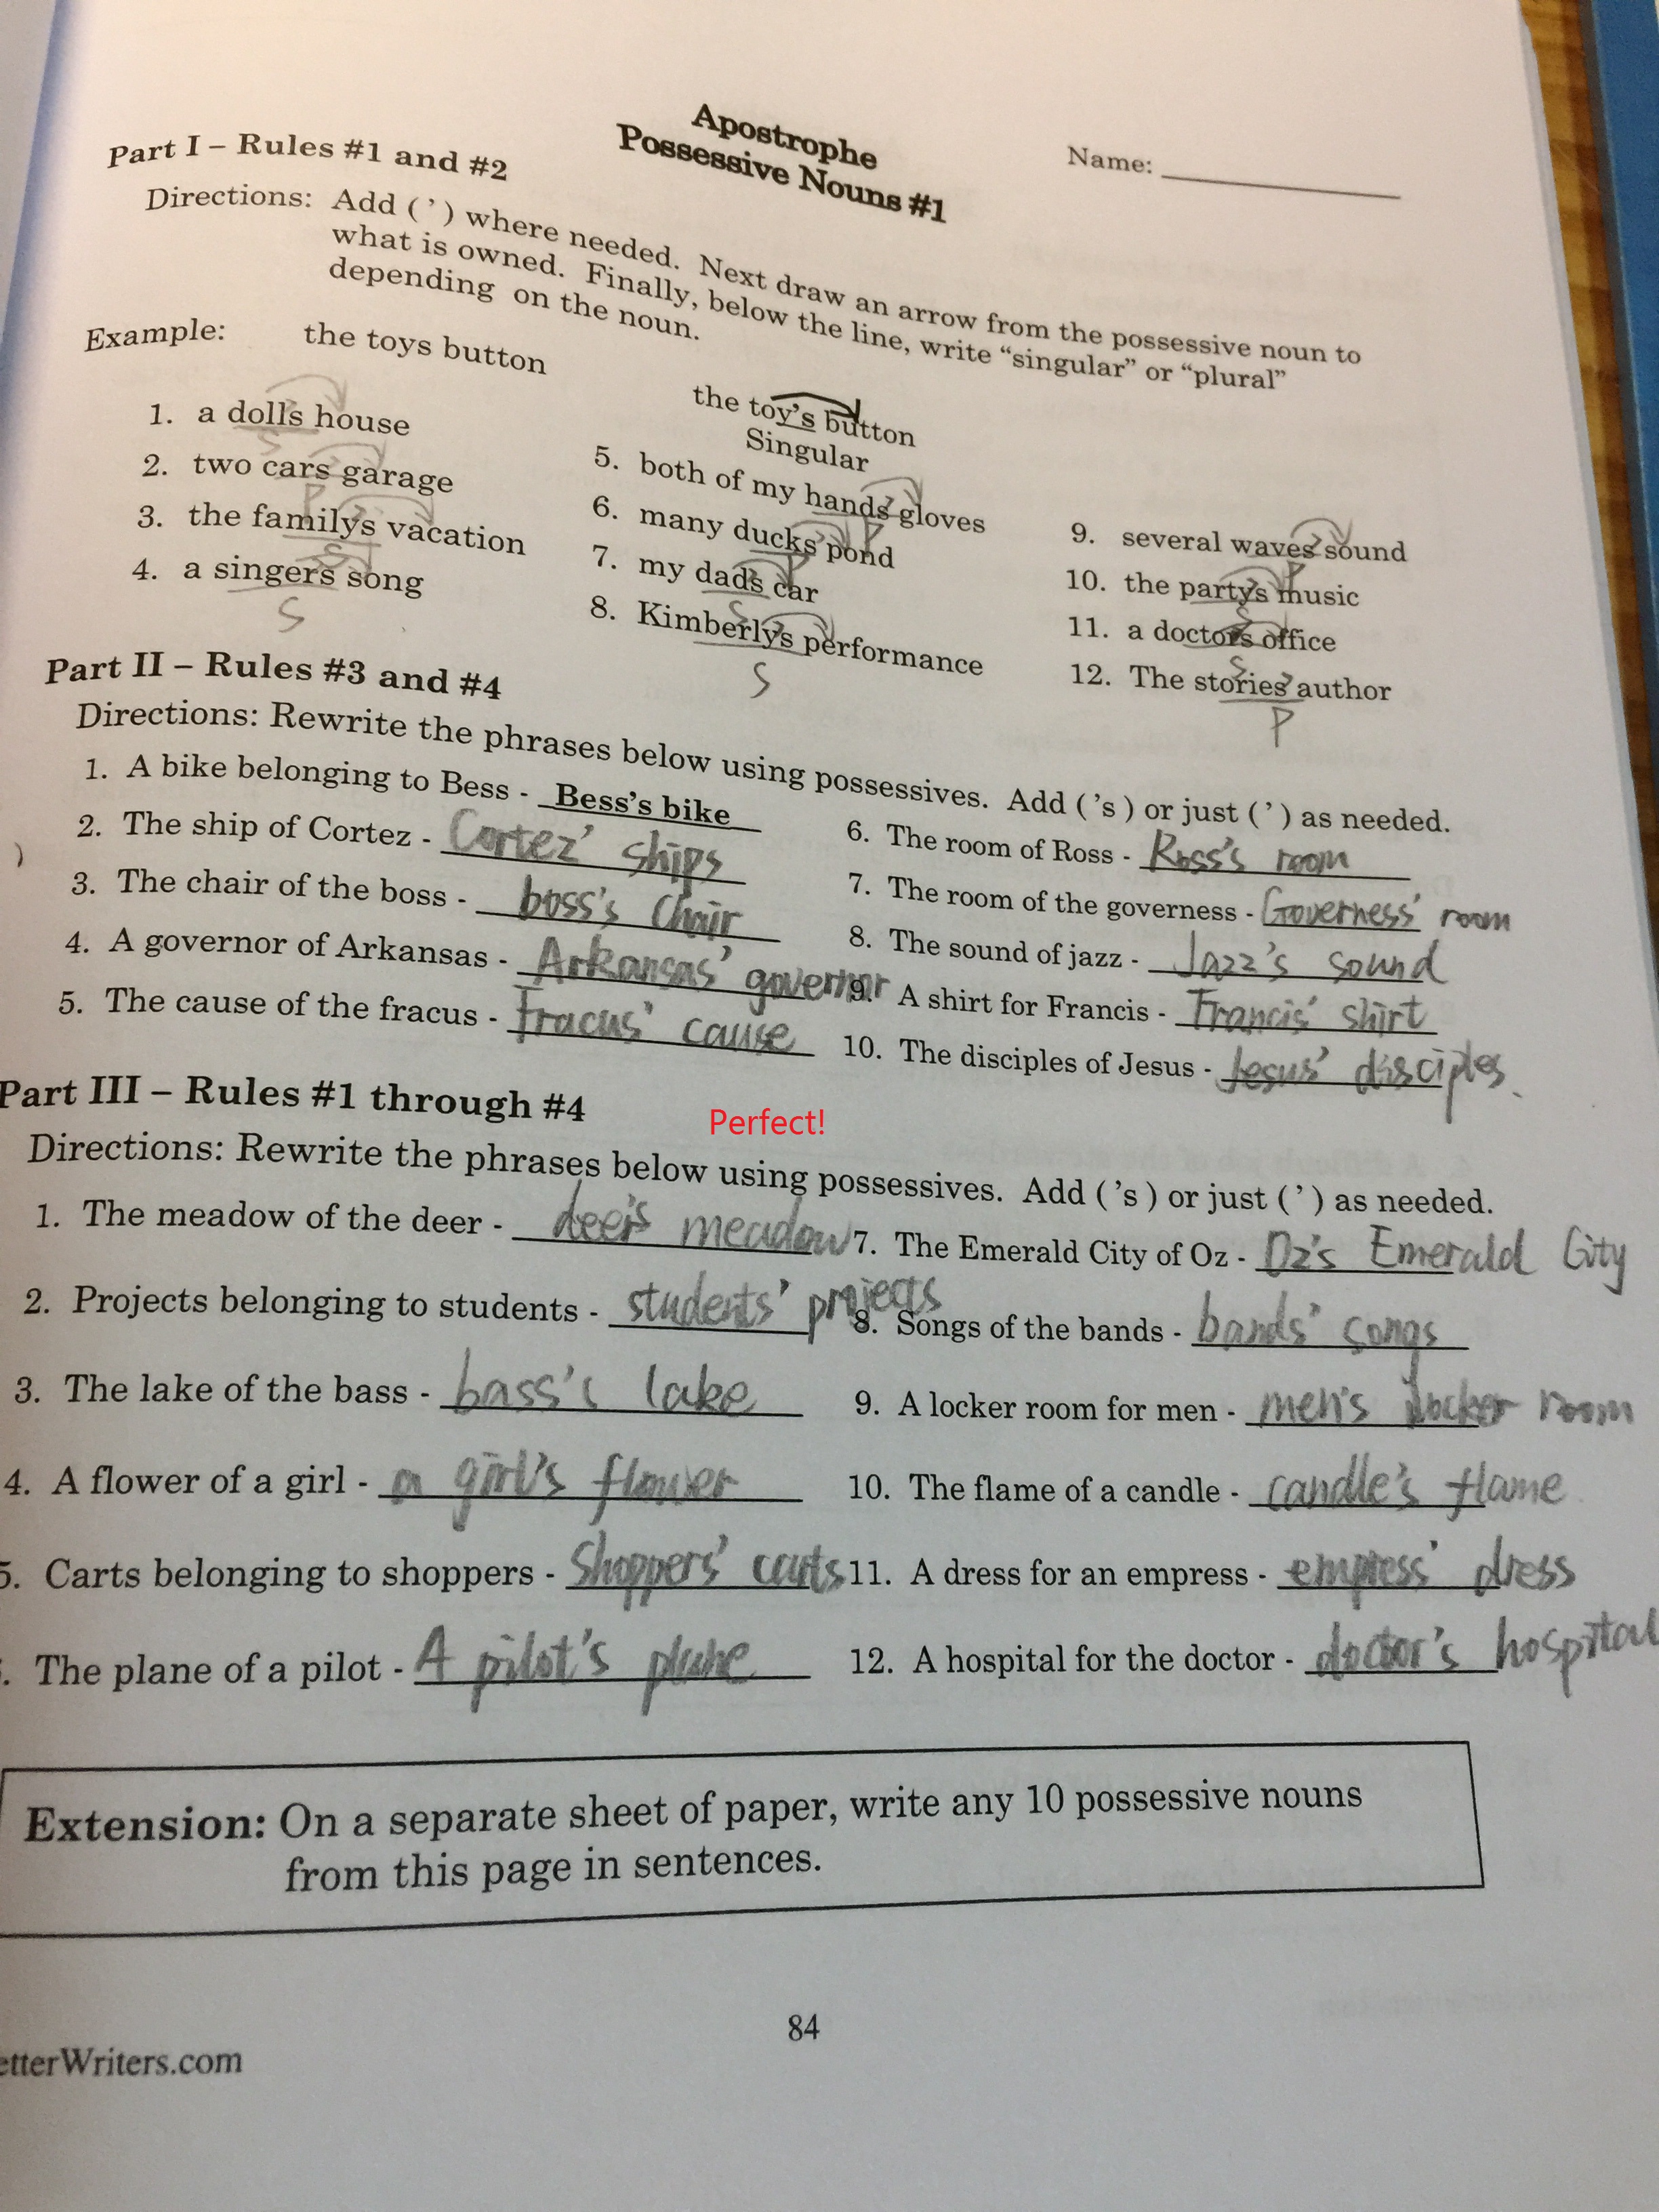 Apostrophe
Possessive Nouns #1
Name:
Part I – Rules #1 and #2
Directions: Add ( ’ ) where needed. Next draw an arrow from the possessive noun to
what is owned. Finally, below the line, write “singular” or “plural”
depending on the noun.
Example: the toys button
the toy’s button
Singular
1. a dolls' house
S
2. two cars' garage
P
3. the family's vacation
S
4. a singer's song
S
5. both of my hands' gloves
P
6. many ducks' pond
P
7. my dad's car
S
8. Kimberly's performance
S
9. several waves' sound
P
10. the party's music
S
11. a doctor's office
S
12. The stories' author
P
Part II – Rules #3 and #4
Directions: Rewrite the phrases below using possessives. Add ( ’s ) or just ( ’ ) as needed.
1. A bike belonging to Bess - Bess’s bike
2. The ship of Cortez - Cortez' ships
3. The chair of the boss - boss's chair
4. A governor of Arkansas - Arkansas' governor
5. The cause of the fracus - Fracus' cause
6. The room of Ross - Ross's room
7. The room of the governess - Governess' room
8. The sound of jazz - Jazz's sound
9. A shirt for Francis - Francis' shirt
10. The disciples of Jesus - Jesus' disciples.
Part III – Rules #1 through #4
Perfect!
Directions: Rewrite the phrases below using possessives. Add ( ’s ) or just ( ’ ) as needed.
1. The meadow of the deer - deer's meadow
2. Projects belonging to students - students' projects
3. The lake of the bass - bass's lake
4. A flower of a girl - a girl's flower
5. Carts belonging to shoppers - Shoppers' carts
. The plane of a pilot - A pilot's plane
7. The Emerald City of Oz - Oz's Emerald City
8. Songs of the bands - bands' songs
9. A locker room for men - men's locker room
10. The flame of a candle - candle's flame
11. A dress for an empress - empress' dress
12. A hospital for the doctor - doctor's hospital
Extension: On a separate sheet of paper, write any 10 possessive nouns
from this page in sentences.
84
etterWriters.com